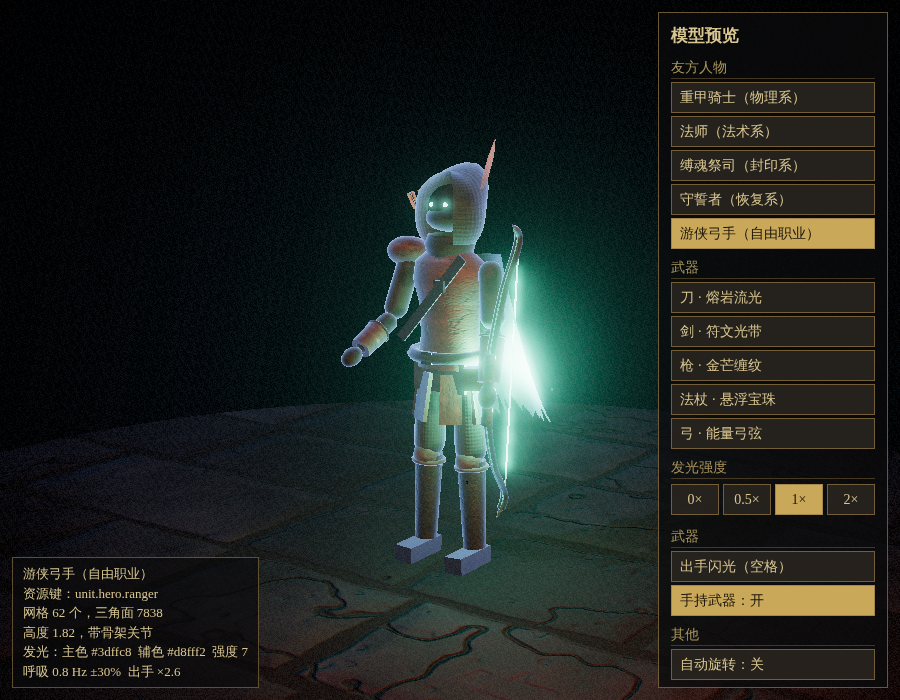 模型预览
友方人物
重甲骑士（物理系）
法师（法术系）
缚魂祭司（封印系）
守誓者（恢复系）
游侠弓手（自由职业）
武器
刀 · 熔岩流光
剑 · 符文光带
枪 · 金芒缠纹
法杖 · 悬浮宝珠
弓 · 能量弓弦
发光强度
0× 0.5× 1× 2×
武器
出手闪光（空格）
手持武器：开
其他
自动旋转：关
游侠弓手（自由职业）
资源键：unit.hero.ranger
网格 62 个，三角面 7838
高度 1.82，带骨架关节
发光：主色 #3dffc8 辅色 #d8fff2 强度 7
呼吸 0.8 Hz ±30% 出手 ×2.6